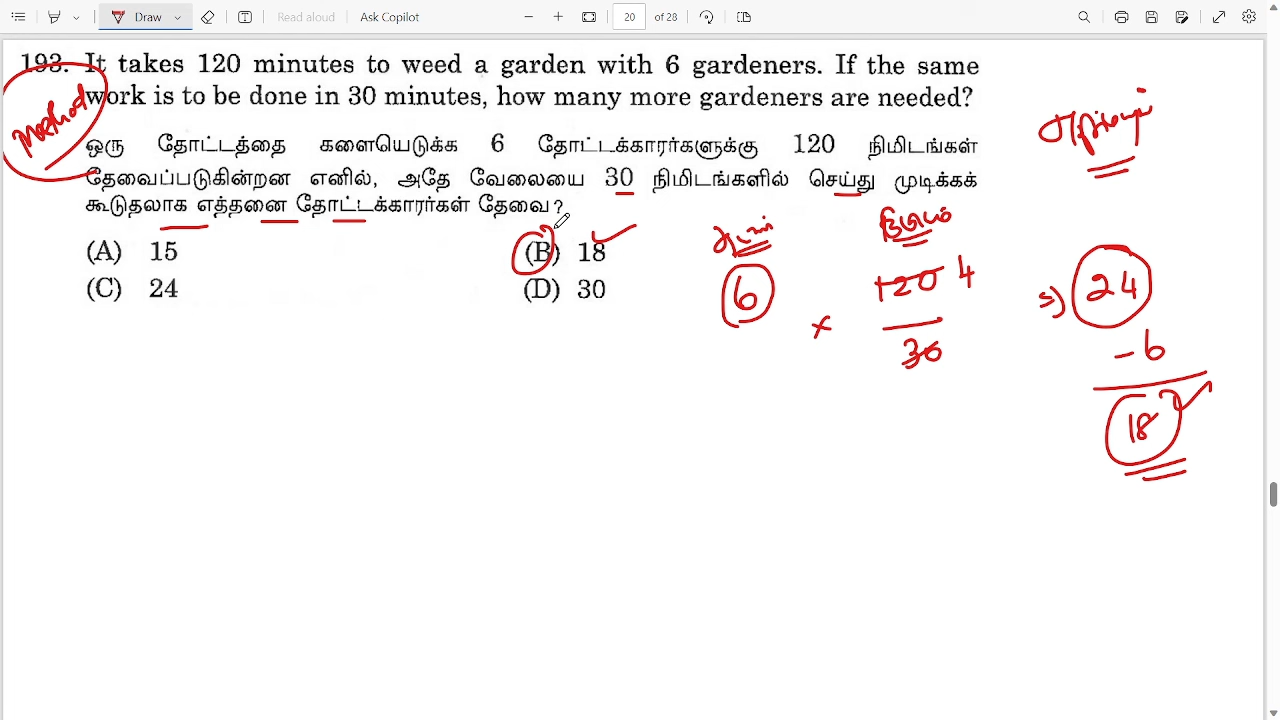 Draw
Read aloud
Ask Copilot
20 of 28
193. It takes 120 minutes to weed a garden with 6 gardeners. If the same
work is to be done in 30 minutes, how many more gardeners are needed?
Method
ஒரு தோட்டத்தை களையெடுக்க 6 தோட்டக்காரர்களுக்கு 120 நிமிடங்கள்
தேவைப்படுகின்றன எனில், அதே வேலையை 30 நிமிடங்களில் செய்து முடிக்கக்
கூடுதலாக எத்தனை தோட்டக்காரர்கள் தேவை?
(A) 15
(B) 18
(C) 24
(D) 30
நிமிடம்
6 × 120 4
30
24
- 6
18